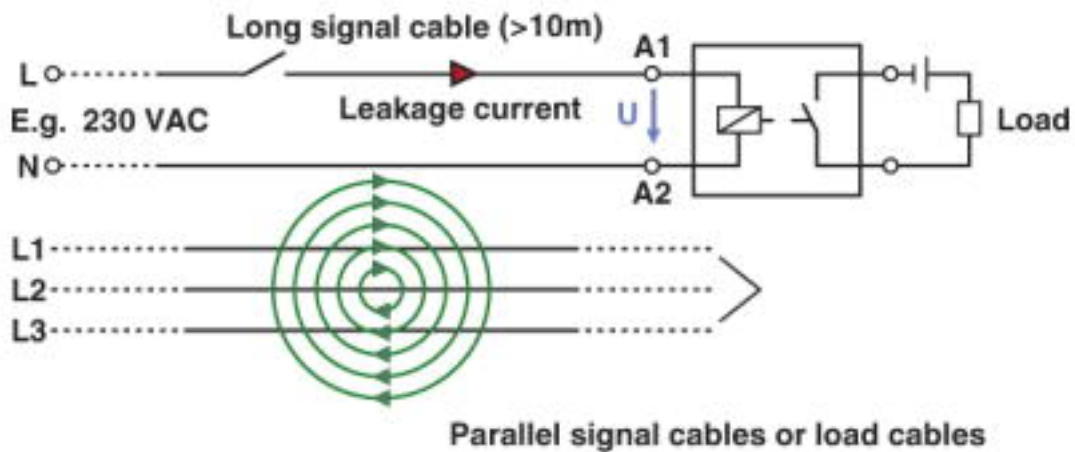 Long signal cable (>10m)
A1
L
Leakage current
U
Load
E.g. 230 VAC
N
A2
L1
L2
L3
Parallel signal cables or load cables